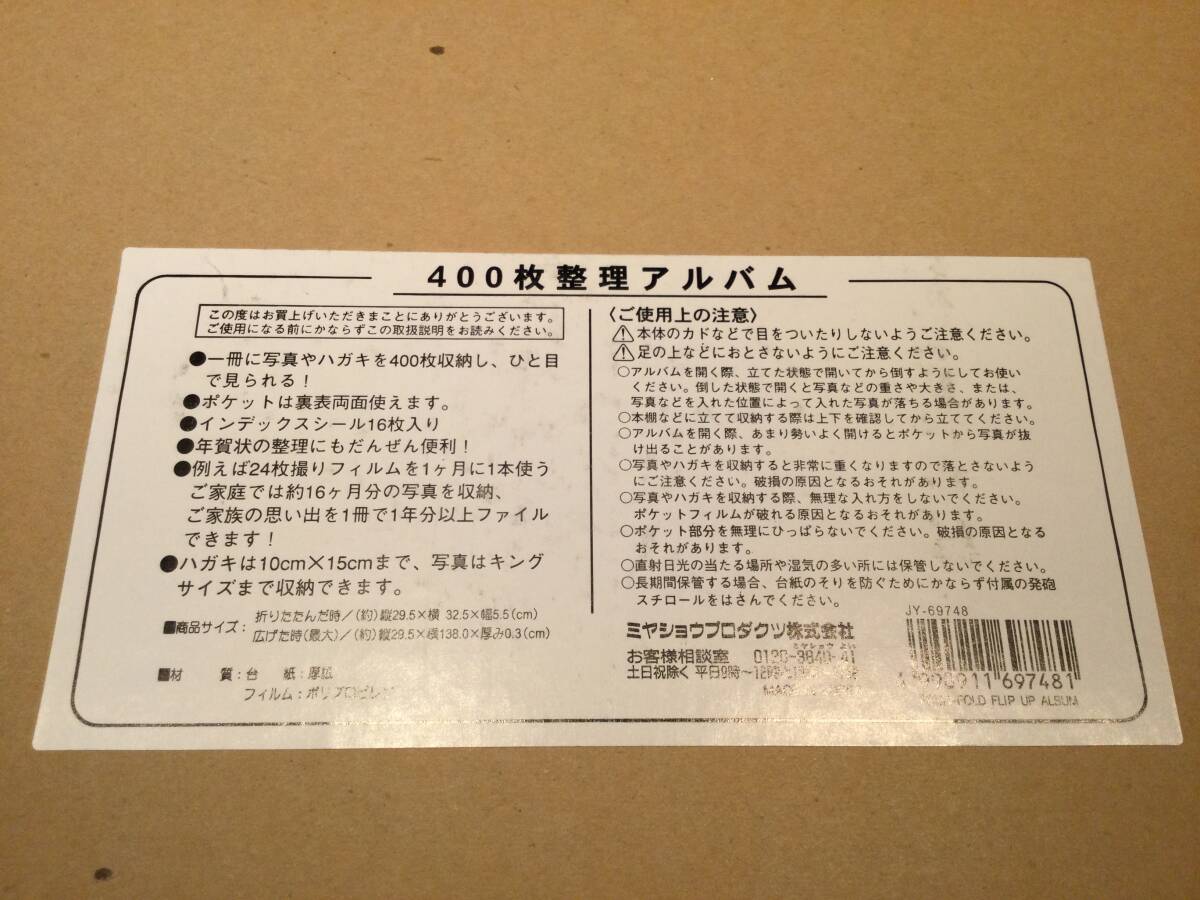 400枚整理アルバム
この度はお買上げいただきまことにありがとうございます。
ご使用になる前にかならずこの取扱説明をお読みください。
●一冊に写真やハガキを400枚収納し、ひと目
で見られる！
●ポケットは裏表両面使えます。
●インデックスシール16枚入り
●年賀状の整理にもだんぜん便利！
●例えば24枚撮りフィルムを1ヶ月に1本使う
ご家庭では約16ヶ月分の写真を収納、
ご家族の思い出を1冊で1年分以上ファイル
できます！
●ハガキは10cm×15cmまで、写真はキング
サイズまで収納できます。
■商品サイズ：
折りたたんだ時／(約)縦29.5×横 32.5×幅5.5(cm)
広げた時(最大)／(約)縦29.5×横138.0×厚み0.3(cm)
■材　質：台　紙：厚紙
フィルム：ポリプロピレン
〈ご使用上の注意〉
⚠本体のカドなどで目をついたりしないようご注意ください。
⚠足の上などにおとさないようにご注意ください。
○アルバムを開く際、立てた状態で開いてから倒すようにしてお使い
ください。倒した状態で開くと写真などの重さや大きさ、または、
写真などを入れた位置によって入れた写真が落ちる場合があります。
○本棚などに立てて収納する際は上下を確認してから立ててください。
○アルバムを開く際、あまり勢いよく開けるとポケットから写真が抜
け出ることがあります。
○写真やハガキを収納すると非常に重くなりますので落とさないよう
にご注意ください。破損の原因となるおそれがあります。
○写真やハガキを収納する際、無理な入れ方をしないでください。
ポケットフィルムが破れる原因となるおそれがあります。
○ポケット部分を無理にひっぱらないでください。破損の原因となる
おそれがあります。
○直射日光の当たる場所や湿気の多い所には保管しないでください。
○長期間保管する場合、台紙のそりを防ぐためにかならず付属の発砲
スチロールをはさんでください。
ミヤショウプロダクツ株式会社
ミヤショウ よい
お客様相談室 0120-3840-41
土日祝除く 平日9時～12時
JY-69748
911 697481
FOLD FLIP UP ALBUM